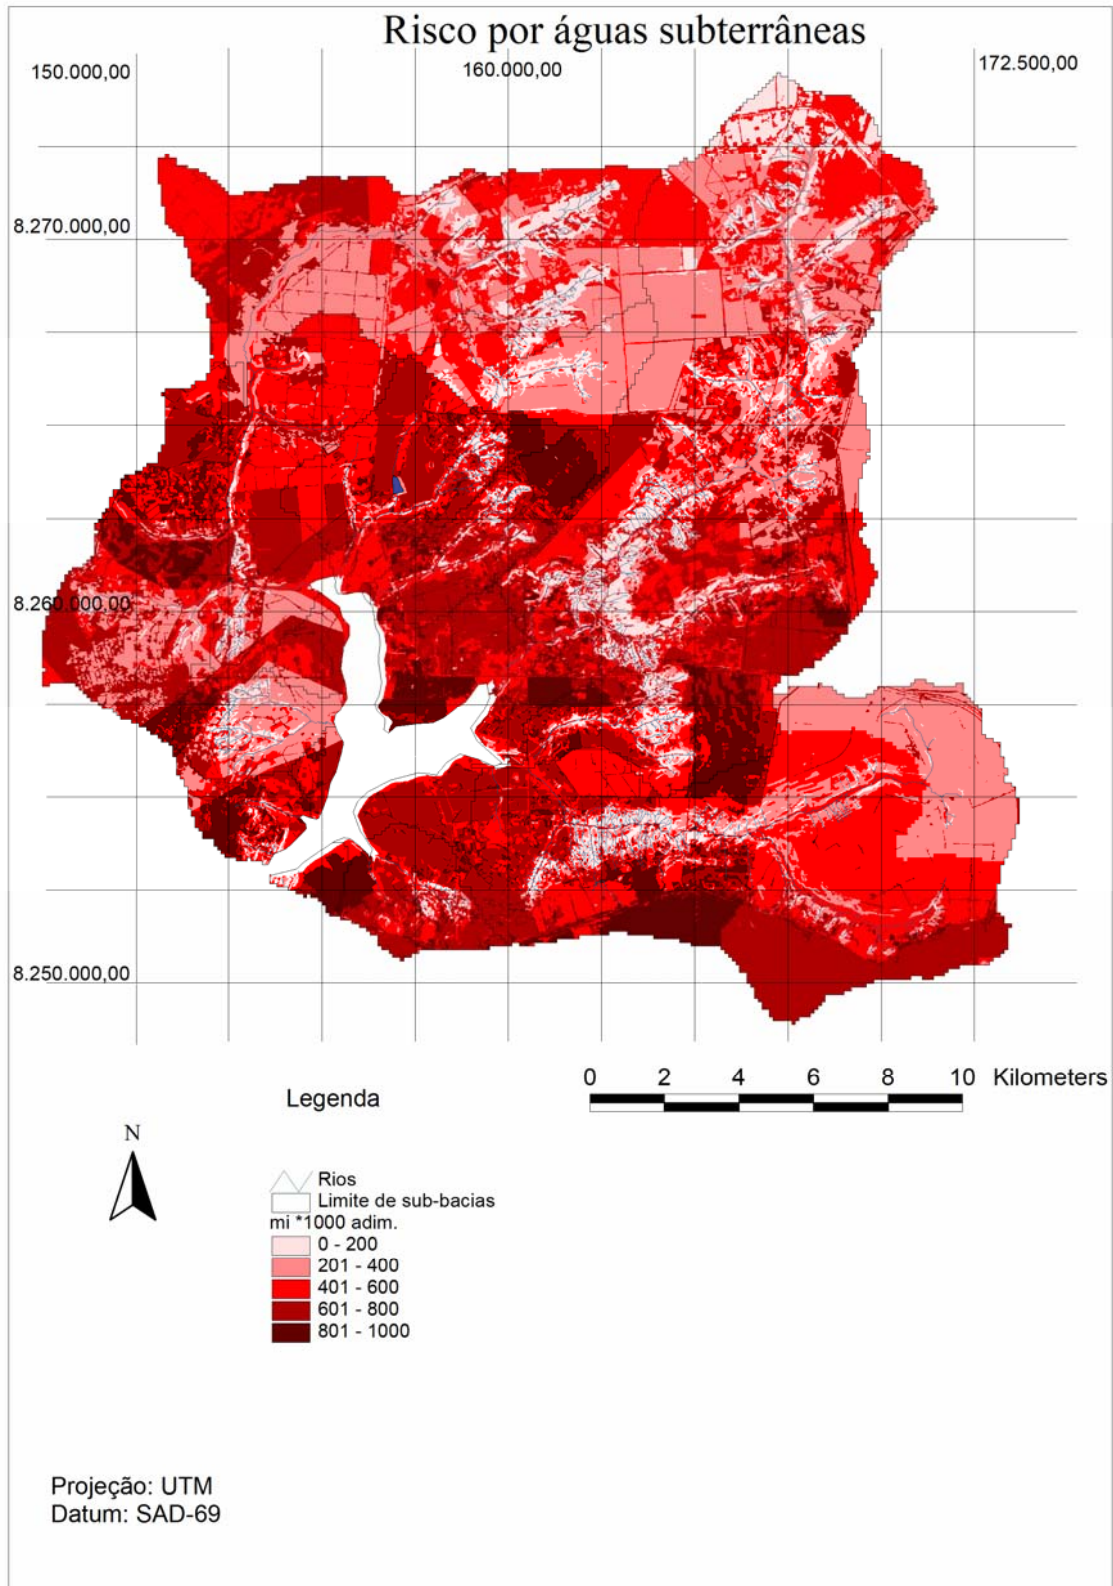 Risco por águas subterrâneas
150.000,00
160.000,00
172.500,00
8.270.000,00
8.260.000,00
8.250.000,00
0 2 4 6 8 10 Kilometers
Legenda
N
Rios
Limite de sub-bacias
mi *1000 adim.
0 - 200
201 - 400
401 - 600
601 - 800
801 - 1000
Projeção: UTM
Datum: SAD-69